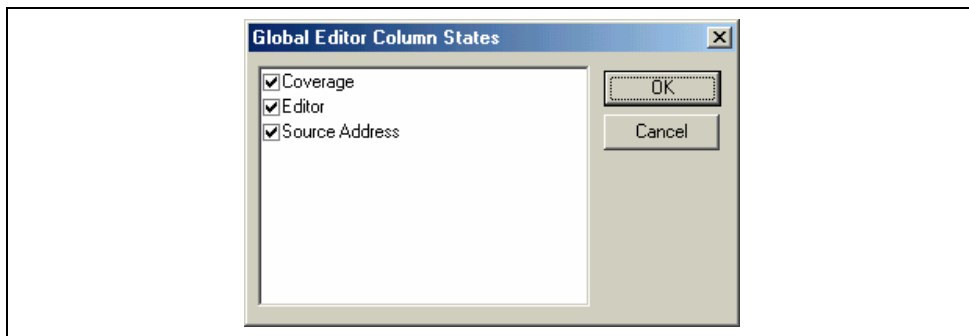 Global Editor Column States
Coverage
Editor
Source Address
OK
Cancel